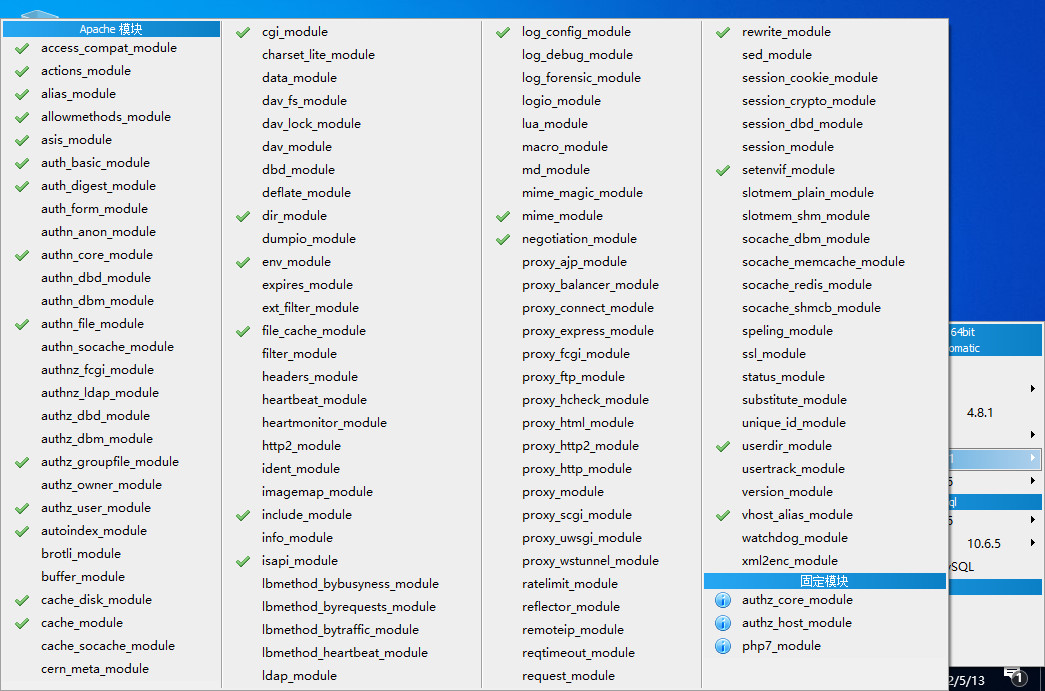 Apache 模块
access_compat_module
actions_module
alias_module
allowmethods_module
asis_module
auth_basic_module
auth_digest_module
auth_form_module
authn_anon_module
authn_core_module
authn_dbd_module
authn_dbm_module
authn_file_module
authn_socache_module
authnz_fcgi_module
authnz_ldap_module
authz_dbd_module
authz_dbm_module
authz_groupfile_module
authz_owner_module
authz_user_module
autoindex_module
brotli_module
buffer_module
cache_disk_module
cache_module
cache_socache_module
cern_meta_module
cgi_module
charset_lite_module
data_module
dav_fs_module
dav_lock_module
dav_module
dbd_module
deflate_module
dir_module
dumpio_module
env_module
expires_module
ext_filter_module
file_cache_module
filter_module
headers_module
heartbeat_module
heartmonitor_module
http2_module
ident_module
imagemap_module
include_module
info_module
isapi_module
lbmethod_bybusyness_module
lbmethod_byrequests_module
lbmethod_bytraffic_module
lbmethod_heartbeat_module
ldap_module
log_config_module
log_debug_module
log_forensic_module
logio_module
lua_module
macro_module
md_module
mime_magic_module
mime_module
negotiation_module
proxy_ajp_module
proxy_balancer_module
proxy_connect_module
proxy_express_module
proxy_fcgi_module
proxy_ftp_module
proxy_hcheck_module
proxy_html_module
proxy_http2_module
proxy_http_module
proxy_module
proxy_scgi_module
proxy_uwsgi_module
proxy_wstunnel_module
ratelimit_module
reflector_module
remoteip_module
reqtimeout_module
request_module
rewrite_module
sed_module
session_cookie_module
session_crypto_module
session_dbd_module
session_module
setenvif_module
slotmem_plain_module
slotmem_shm_module
socache_dbm_module
socache_memcache_module
socache_redis_module
socache_shmcb_module
speling_module
ssl_module
status_module
substitute_module
unique_id_module
userdir_module
usertrack_module
version_module
vhost_alias_module
watchdog_module
xml2enc_module
固定模块
authz_core_module
authz_host_module
php7_module
64bit
omatic
4.8.1
1
5
ql
5
10.6.5
ySQL
2/5/13
1